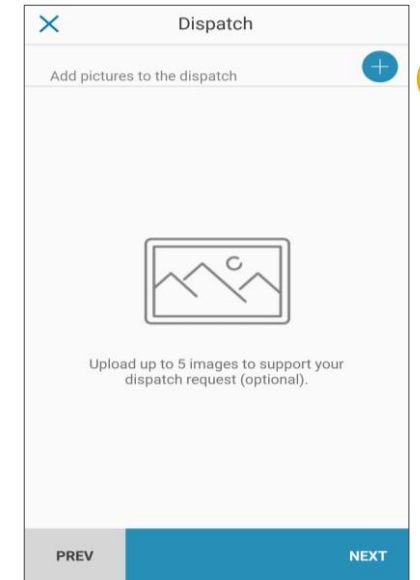 Dispatch
Add pictures to the dispatch
Upload up to 5 images to support your
dispatch request (optional).
PREV
NEXT